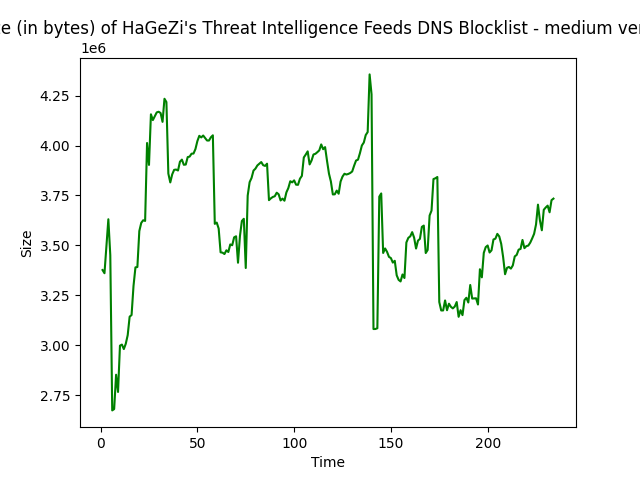 e (in bytes) of HaGeZi's Threat Intelligence Feeds DNS Blocklist - medium ver
1e6
4.25
4.00
3.75
3.50
3.25
3.00
2.75
Size
0 50 100 150 200
Time